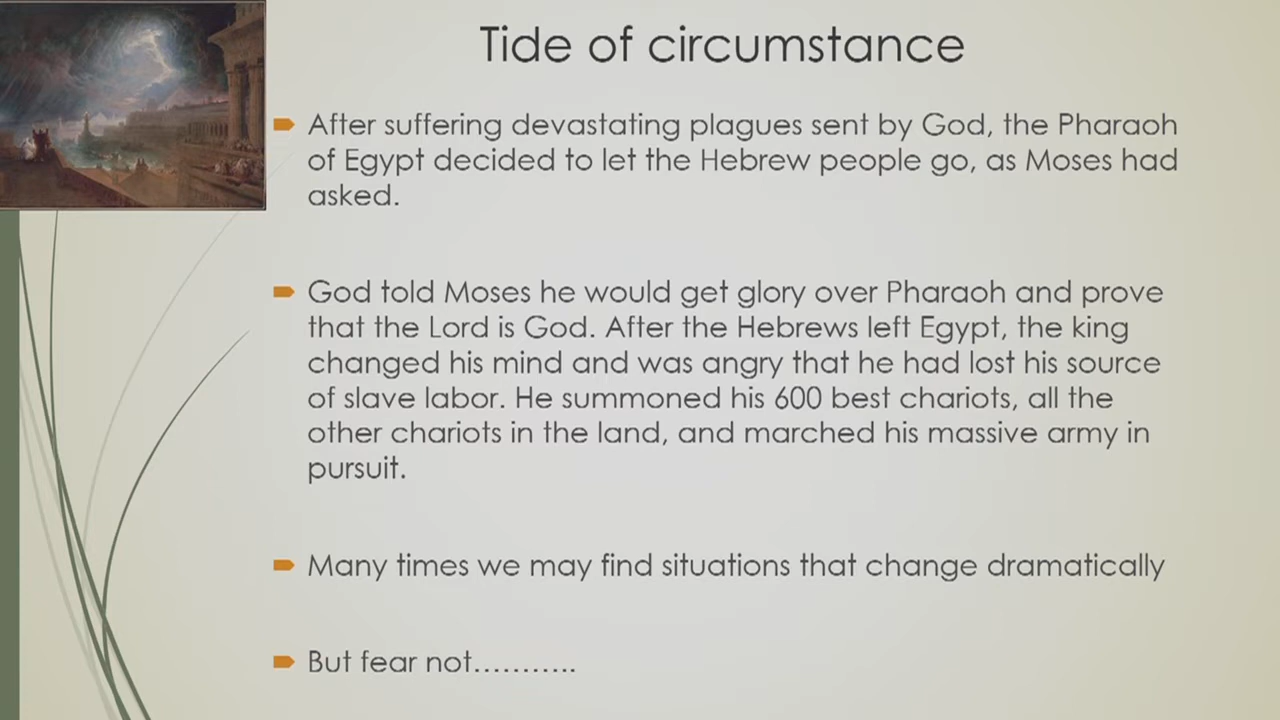 Tide of circumstance
After suffering devastating plagues sent by God, the Pharaoh
of Egypt decided to let the Hebrew people go, as Moses had
asked.
God told Moses he would get glory over Pharaoh and prove
that the Lord is God. After the Hebrews left Egypt, the king
changed his mind and was angry that he had lost his source
of slave labor. He summoned his 600 best chariots, all the
other chariots in the land, and marched his massive army in
pursuit.
Many times we may find situations that change dramatically
But fear not………..